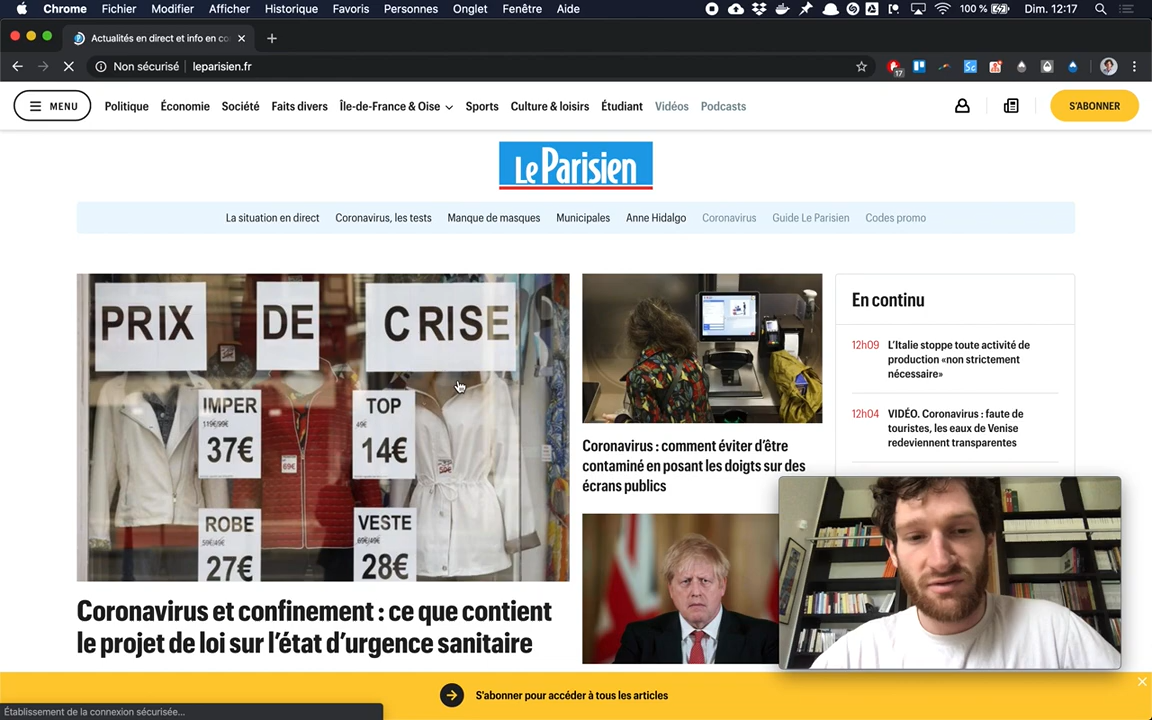 Chrome Fichier Modifier Afficher Historique Favoris Personnes Onglet Fenêtre Aide 100 % Dim. 12:17
Actualités en direct et info en co
Non sécurisé leparisien.fr
17
MENU Politique Économie Société Faits divers Île-de-France & Oise Sports Culture & loisirs Étudiant Vidéos Podcasts S'ABONNER
Le Parisien
La situation en direct Coronavirus, les tests Manque de masques Municipales Anne Hidalgo Coronavirus Guide Le Parisien Codes promo
PRIX DE CRISE
IMPER
37€
TOP
49€
14€
69€
ROBE
27€
VESTE
28€
Coronavirus et confinement : ce que contient
le projet de loi sur l'état d'urgence sanitaire
Coronavirus : comment éviter d'être
contaminé en posant les doigts sur des
écrans publics
En continu
12h09 L'Italie stoppe toute activité de
production «non strictement
nécessaire»
12h04 VIDÉO. Coronavirus : faute de
touristes, les eaux de Venise
redeviennent transparentes
S'abonner pour accéder à tous les articles
Établissement de la connexion sécurisée...